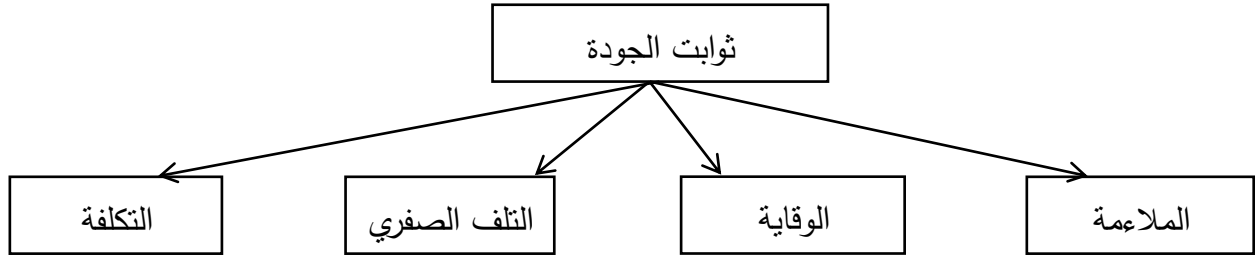 ثوابت الجودة
الملاءمة
الوقاية
التلف الصفري
التكلفة